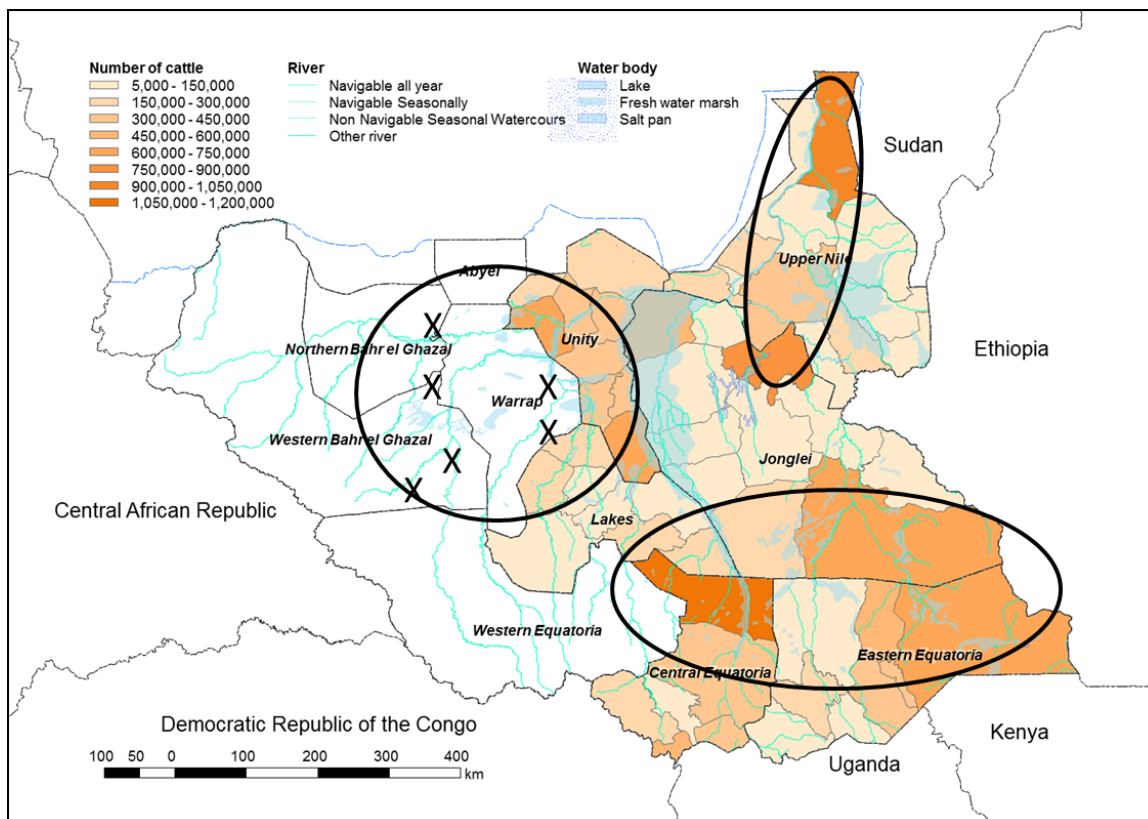 Number of cattle
5,000 - 150,000
150,000 - 300,000
300,000 - 450,000
450,000 - 600,000
600,000 - 750,000
750,000 - 900,000
900,000 - 1,050,000
1,050,000 - 1,200,000
River
Navigable all year
Navigable Seasonally
Non Navigable Seasonal Watercours
Other river
Water body
Lake
Fresh water marsh
Salt pan
Sudan
Upper Nile
Abyei
Ethiopia
Northern Bahr el Ghazal
X
Unity
X
X
Warrap
Western Bahr el Ghazal
X
Jonglei
X
X
Central African Republic
Lakes
Western Equatoria
Eastern Equatoria
Central Equatoria
Democratic Republic of the Congo
Kenya
Uganda
100 50 0 100 200 300 400
km